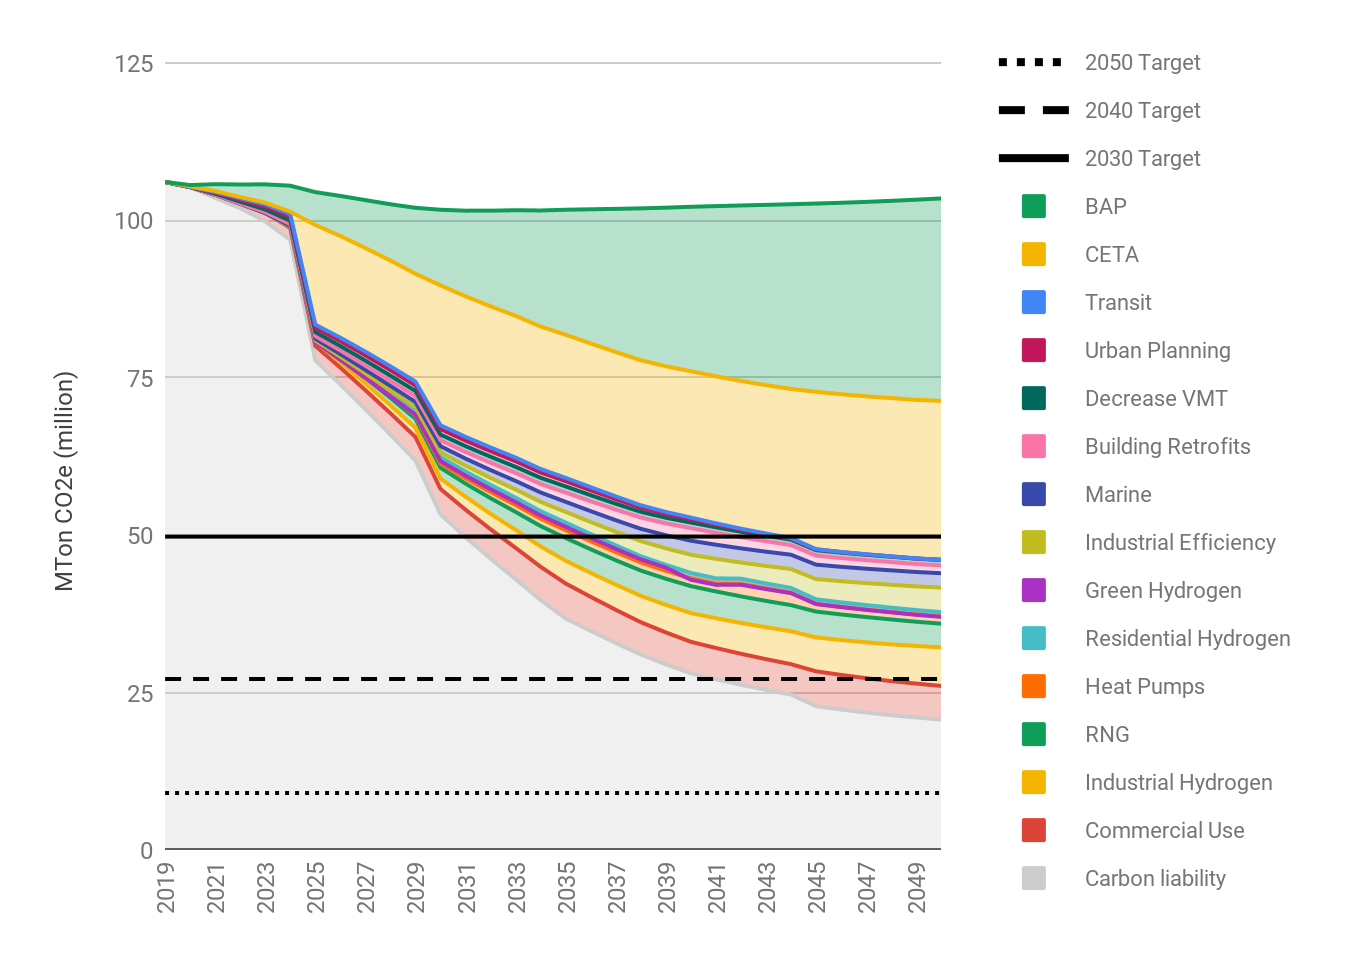 MTon CO2e (million)
125
100
75
50
25
0
2019
2021
2023
2025
2027
2029
2031
2033
2035
2037
2039
2041
2043
2045
2047
2049
2050 Target
2040 Target
2030 Target
BAP
CETA
Transit
Urban Planning
Decrease VMT
Building Retrofits
Marine
Industrial Efficiency
Green Hydrogen
Residential Hydrogen
Heat Pumps
RNG
Industrial Hydrogen
Commercial Use
Carbon liability